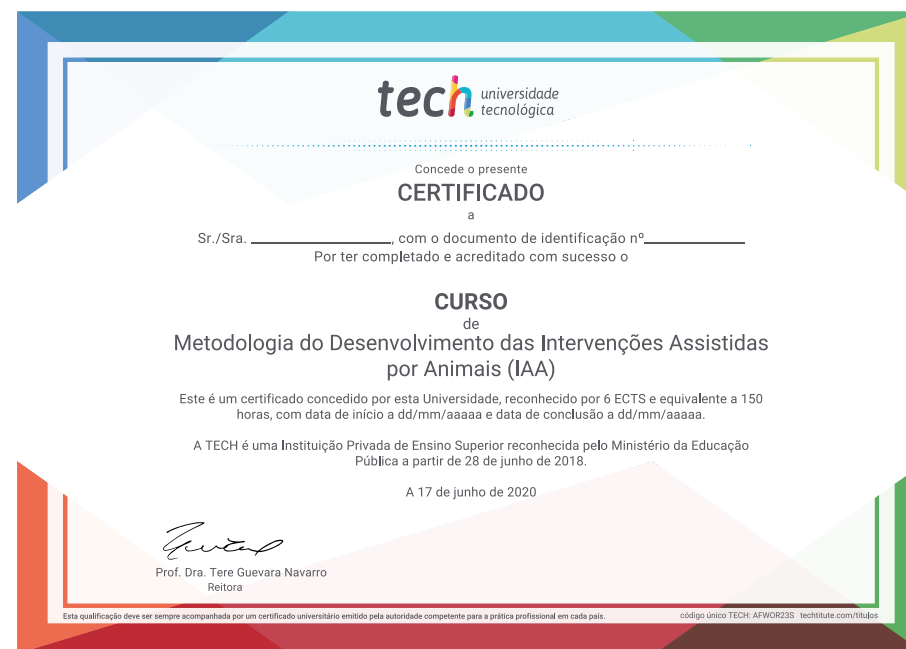 tech universidade
tecnológica
Concede o presente
CERTIFICADO
a
Sr./Sra. ____________________, com o documento de identificação nº______________
Por ter completado e acreditado com sucesso o
CURSO
de
Metodologia do Desenvolvimento das Intervenções Assistidas
por Animais (IAA)
Este é um certificado concedido por esta Universidade, reconhecido por 6 ECTS e equivalente a 150
horas, com data de início a dd/mm/aaaaa e data de conclusão a dd/mm/aaaaa.
A TECH é uma Instituição Privada de Ensino Superior reconhecida pelo Ministério da Educação
Pública a partir de 28 de junho de 2018.
A 17 de junho de 2020
Prof. Dra. Tere Guevara Navarro
Reitora
Esta qualificação deve ser sempre acompanhada por um certificado universitário emitido pela autoridade competente para a prática profissional em cada país.
código único TECH: AFWOR23S techtitute.com/titulos